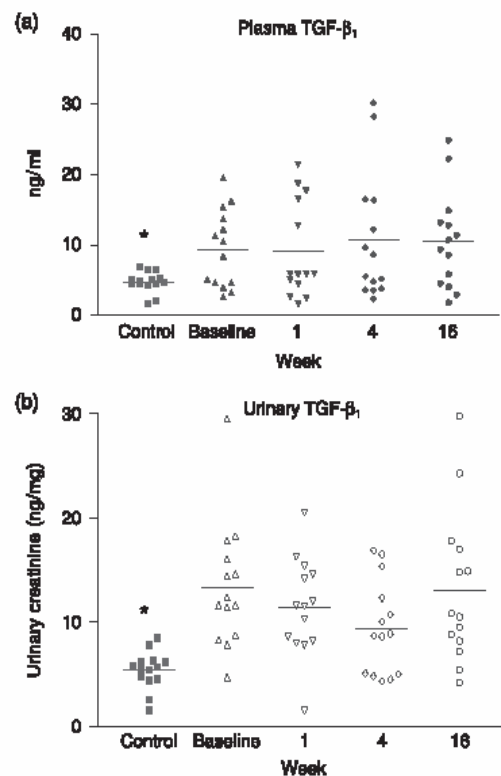 (a)
Plasma TGF-β₁
40
30
20
10
0
ng/ml
*
Control Baseline 1 4 16
Week
(b)
Urinary TGF-β₁
30
20
10
0
Urinary creatinine (ng/mg)
*
Control Baseline 1 4 16
Week